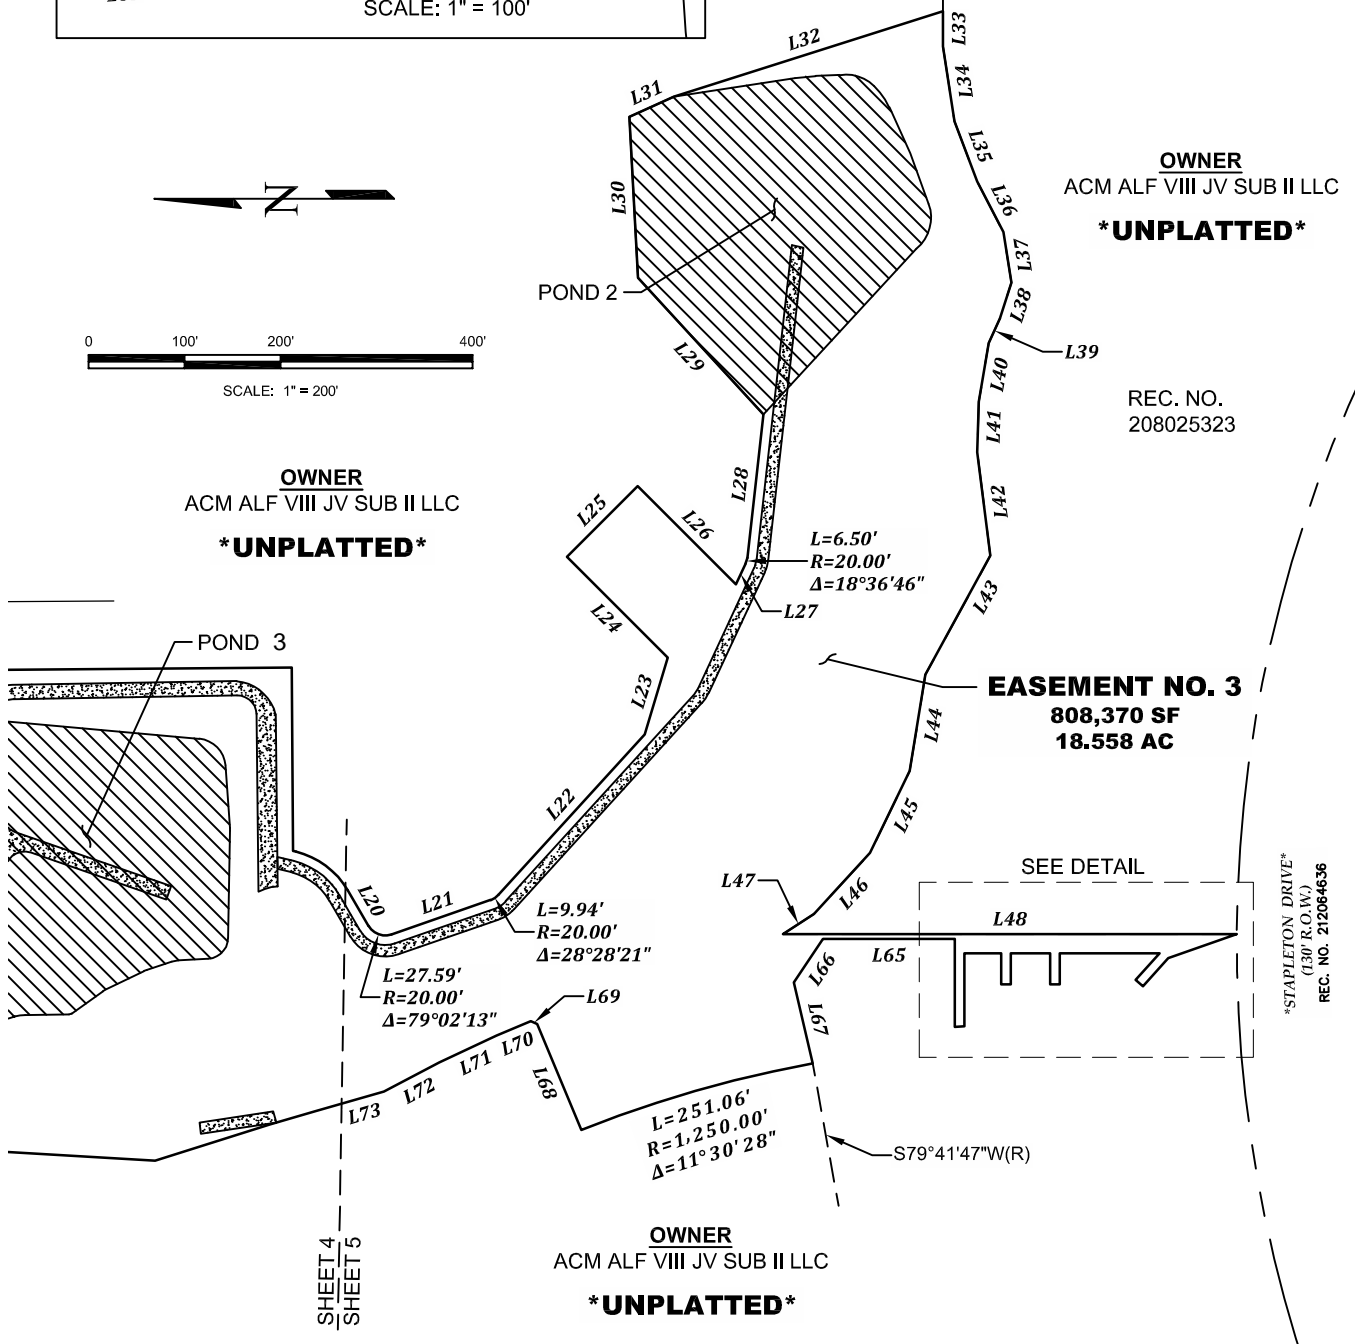 SCALE: 1" = 100'
L32
L33
L31
L34
L35
OWNER
ACM ALF VIII JV SUB II LLC
*UNPLATTED*
L30
L36
N
L37
POND 2
L38
0 100' 200' 400'
SCALE: 1" = 200'
L29
L39
L40
REC. NO.
208025323
L41
OWNER
ACM ALF VIII JV SUB II LLC
*UNPLATTED*
L28
L25
L26
L42
L=6.50'
R=20.00'
Δ=18°36'46"
L27
L24
L43
POND 3
L23
EASEMENT NO. 3
808,370 SF
18.558 AC
L44
L22
L45
SEE DETAIL
L47
L46
L20
L21
L48
L=9.94'
R=20.00'
Δ=28°28'21"
L65
L66
*STAPLETON DRIVE*
(130' R.O.W.)
REC. NO. 212064636
L=27.59'
R=20.00'
Δ=79°02'13"
L69
L67
L70
L71
L68
L72
L73
L=251.06'
R=1,250.00'
Δ=11°30'28"
S79°41'47"W(R)
SHEET 4
SHEET 5
OWNER
ACM ALF VIII JV SUB II LLC
*UNPLATTED*